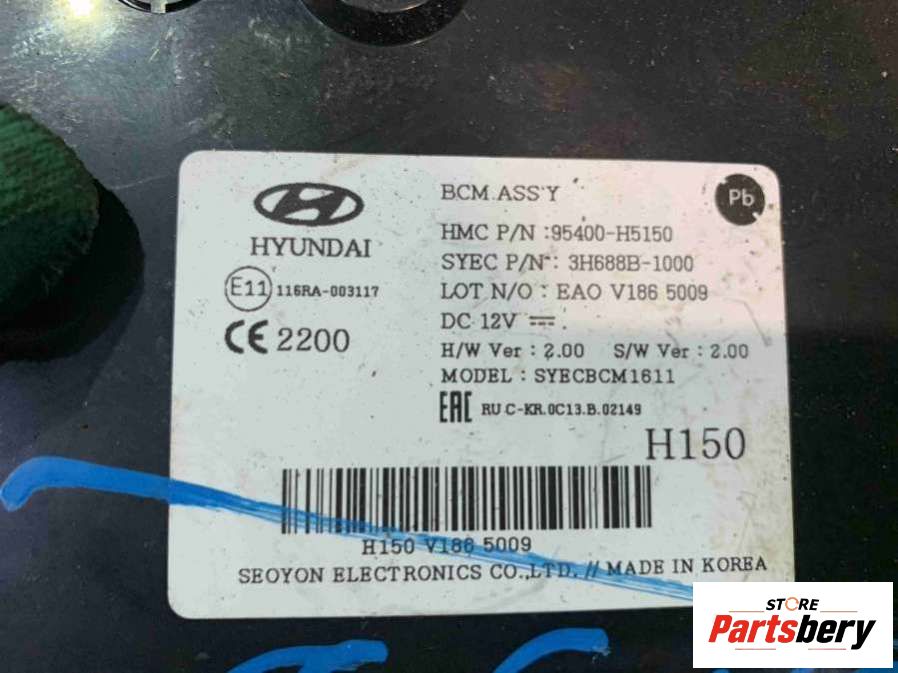 BCM ASS'Y
Pb
HYUNDAI
HMC P/N :95400-H5150
SYEC P/N : 3H688B-1000
E11 116RA-003117
LOT N/O : EAO V186 5009
DC 12V
CE 2200
H/W Ver : 2.00 S/W Ver : 2.00
MODEL : SYECBCM1611
EAC RU C-KR.0C13.B.02149
H150
H150 V186 5009
SEOYON ELECTRONICS CO.,LTD. // MADE IN KOREA
STORE
Partsbery